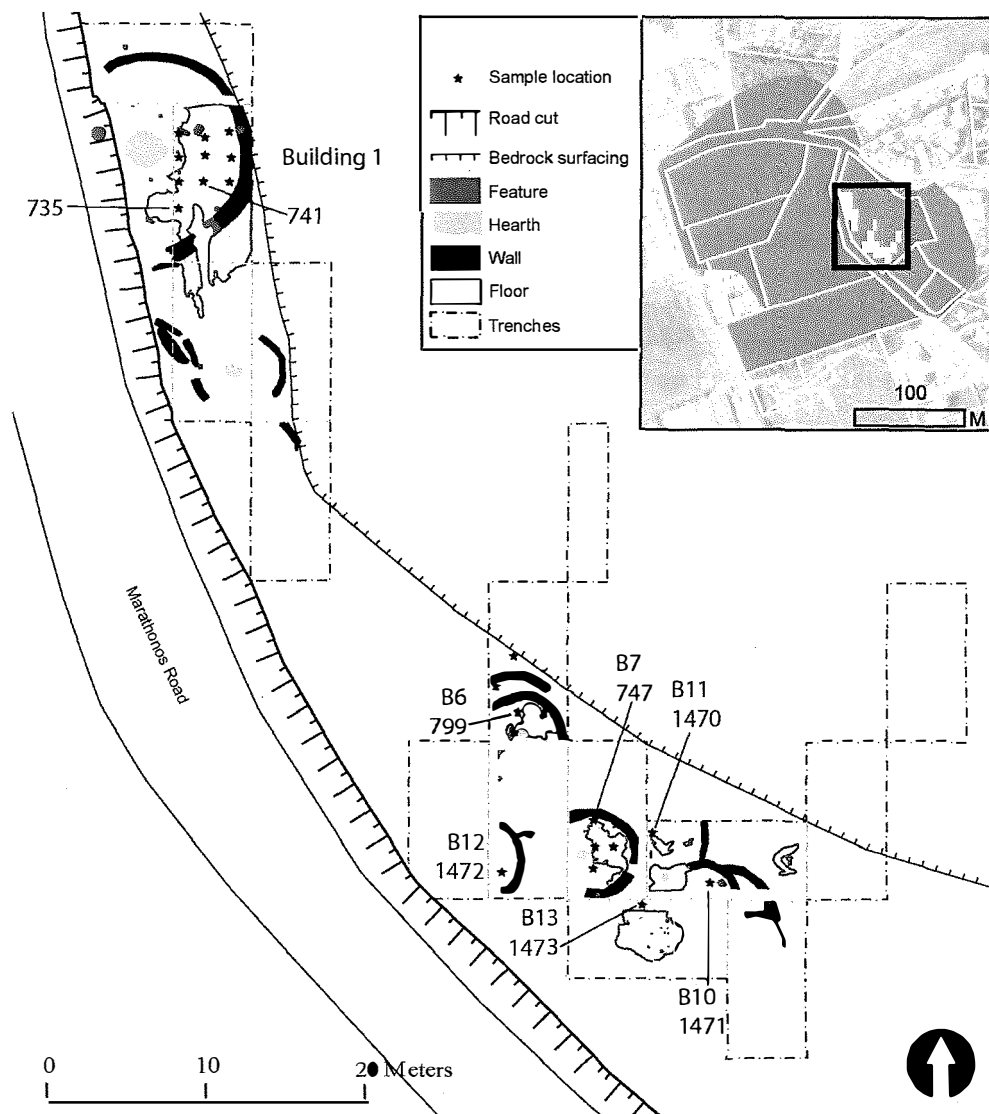 Sample location
Road cut
Bedrock surfacing
Feature
Hearth
Wall
Floor
Trenches
100
M
Building 1
735
741
Marathonos Road
B6
799
B7
747
B11
1470
B12
1472
B13
1473
B10
1471
0 10 20 Meters